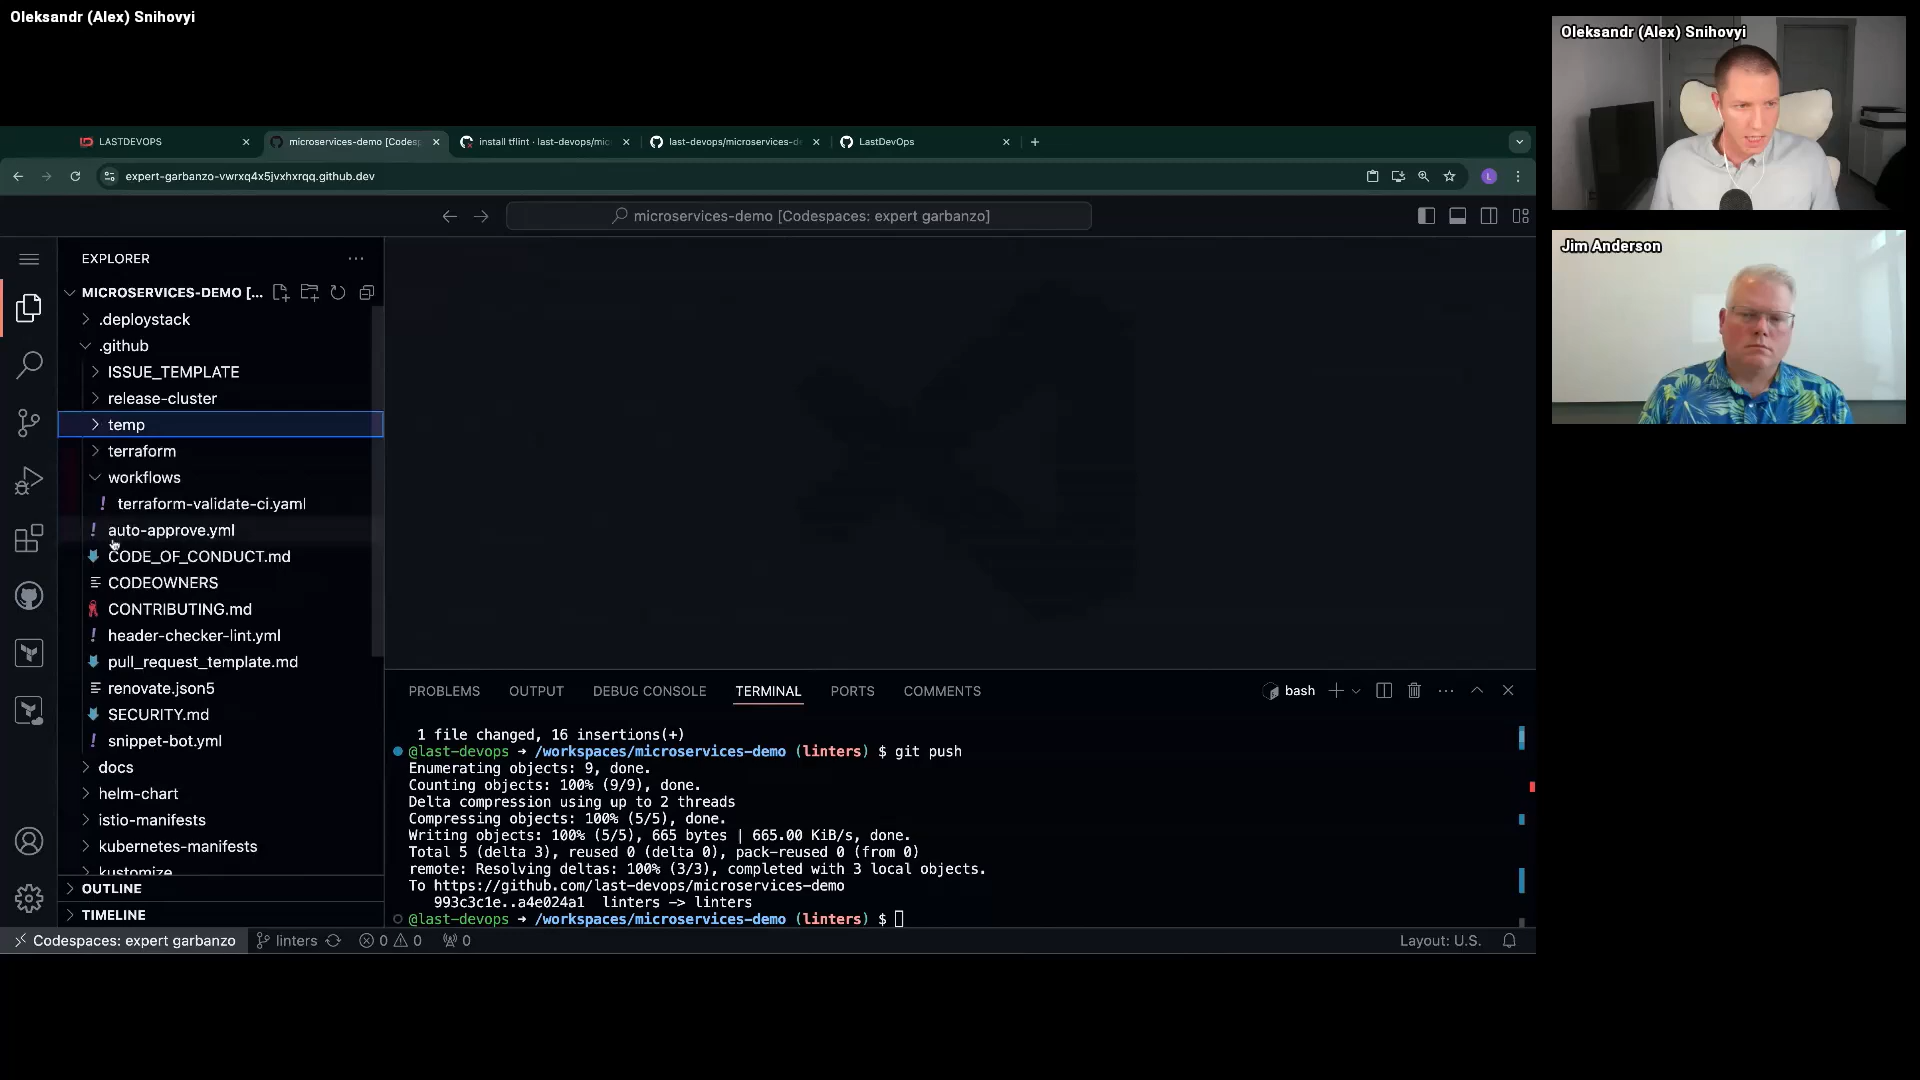 Oleksandr (Alex) Snihovyi
Oleksandr (Alex) Snihovyi
Jim Anderson
LASTDEVOPS
microservices-demo [Codesp
install tflint · last-devops/mic
last-devops/microservices-d
LastDevOps
expert-garbanzo-vwrxq4x5jvxhxrqq.github.dev
L
microservices-demo [Codespaces: expert garbanzo]
EXPLORER
MICROSERVICES-DEMO [...
.deploystack
.github
ISSUE_TEMPLATE
release-cluster
temp
terraform
workflows
! terraform-validate-ci.yaml
! auto-approve.yml
CODE_OF_CONDUCT.md
CODEOWNERS
CONTRIBUTING.md
! header-checker-lint.yml
pull_request_template.md
renovate.json5
SECURITY.md
! snippet-bot.yml
docs
helm-chart
istio-manifests
kubernetes-manifests
kustomize
OUTLINE
TIMELINE
PROBLEMS OUTPUT DEBUG CONSOLE TERMINAL PORTS COMMENTS
bash
1 file changed, 16 insertions(+)
@last-devops → /workspaces/microservices-demo (linters) $ git push
Enumerating objects: 9, done.
Counting objects: 100% (9/9), done.
Delta compression using up to 2 threads
Compressing objects: 100% (5/5), done.
Writing objects: 100% (5/5), 665 bytes | 665.00 KiB/s, done.
Total 5 (delta 3), reused 0 (delta 0), pack-reused 0 (from 0)
remote: Resolving deltas: 100% (3/3), completed with 3 local objects.
To https://github.com/last-devops/microservices-demo
993c3c1e..a4e024a1 linters -> linters
@last-devops → /workspaces/microservices-demo (linters) $
Codespaces: expert garbanzo linters 0 0 0
Layout: U.S.